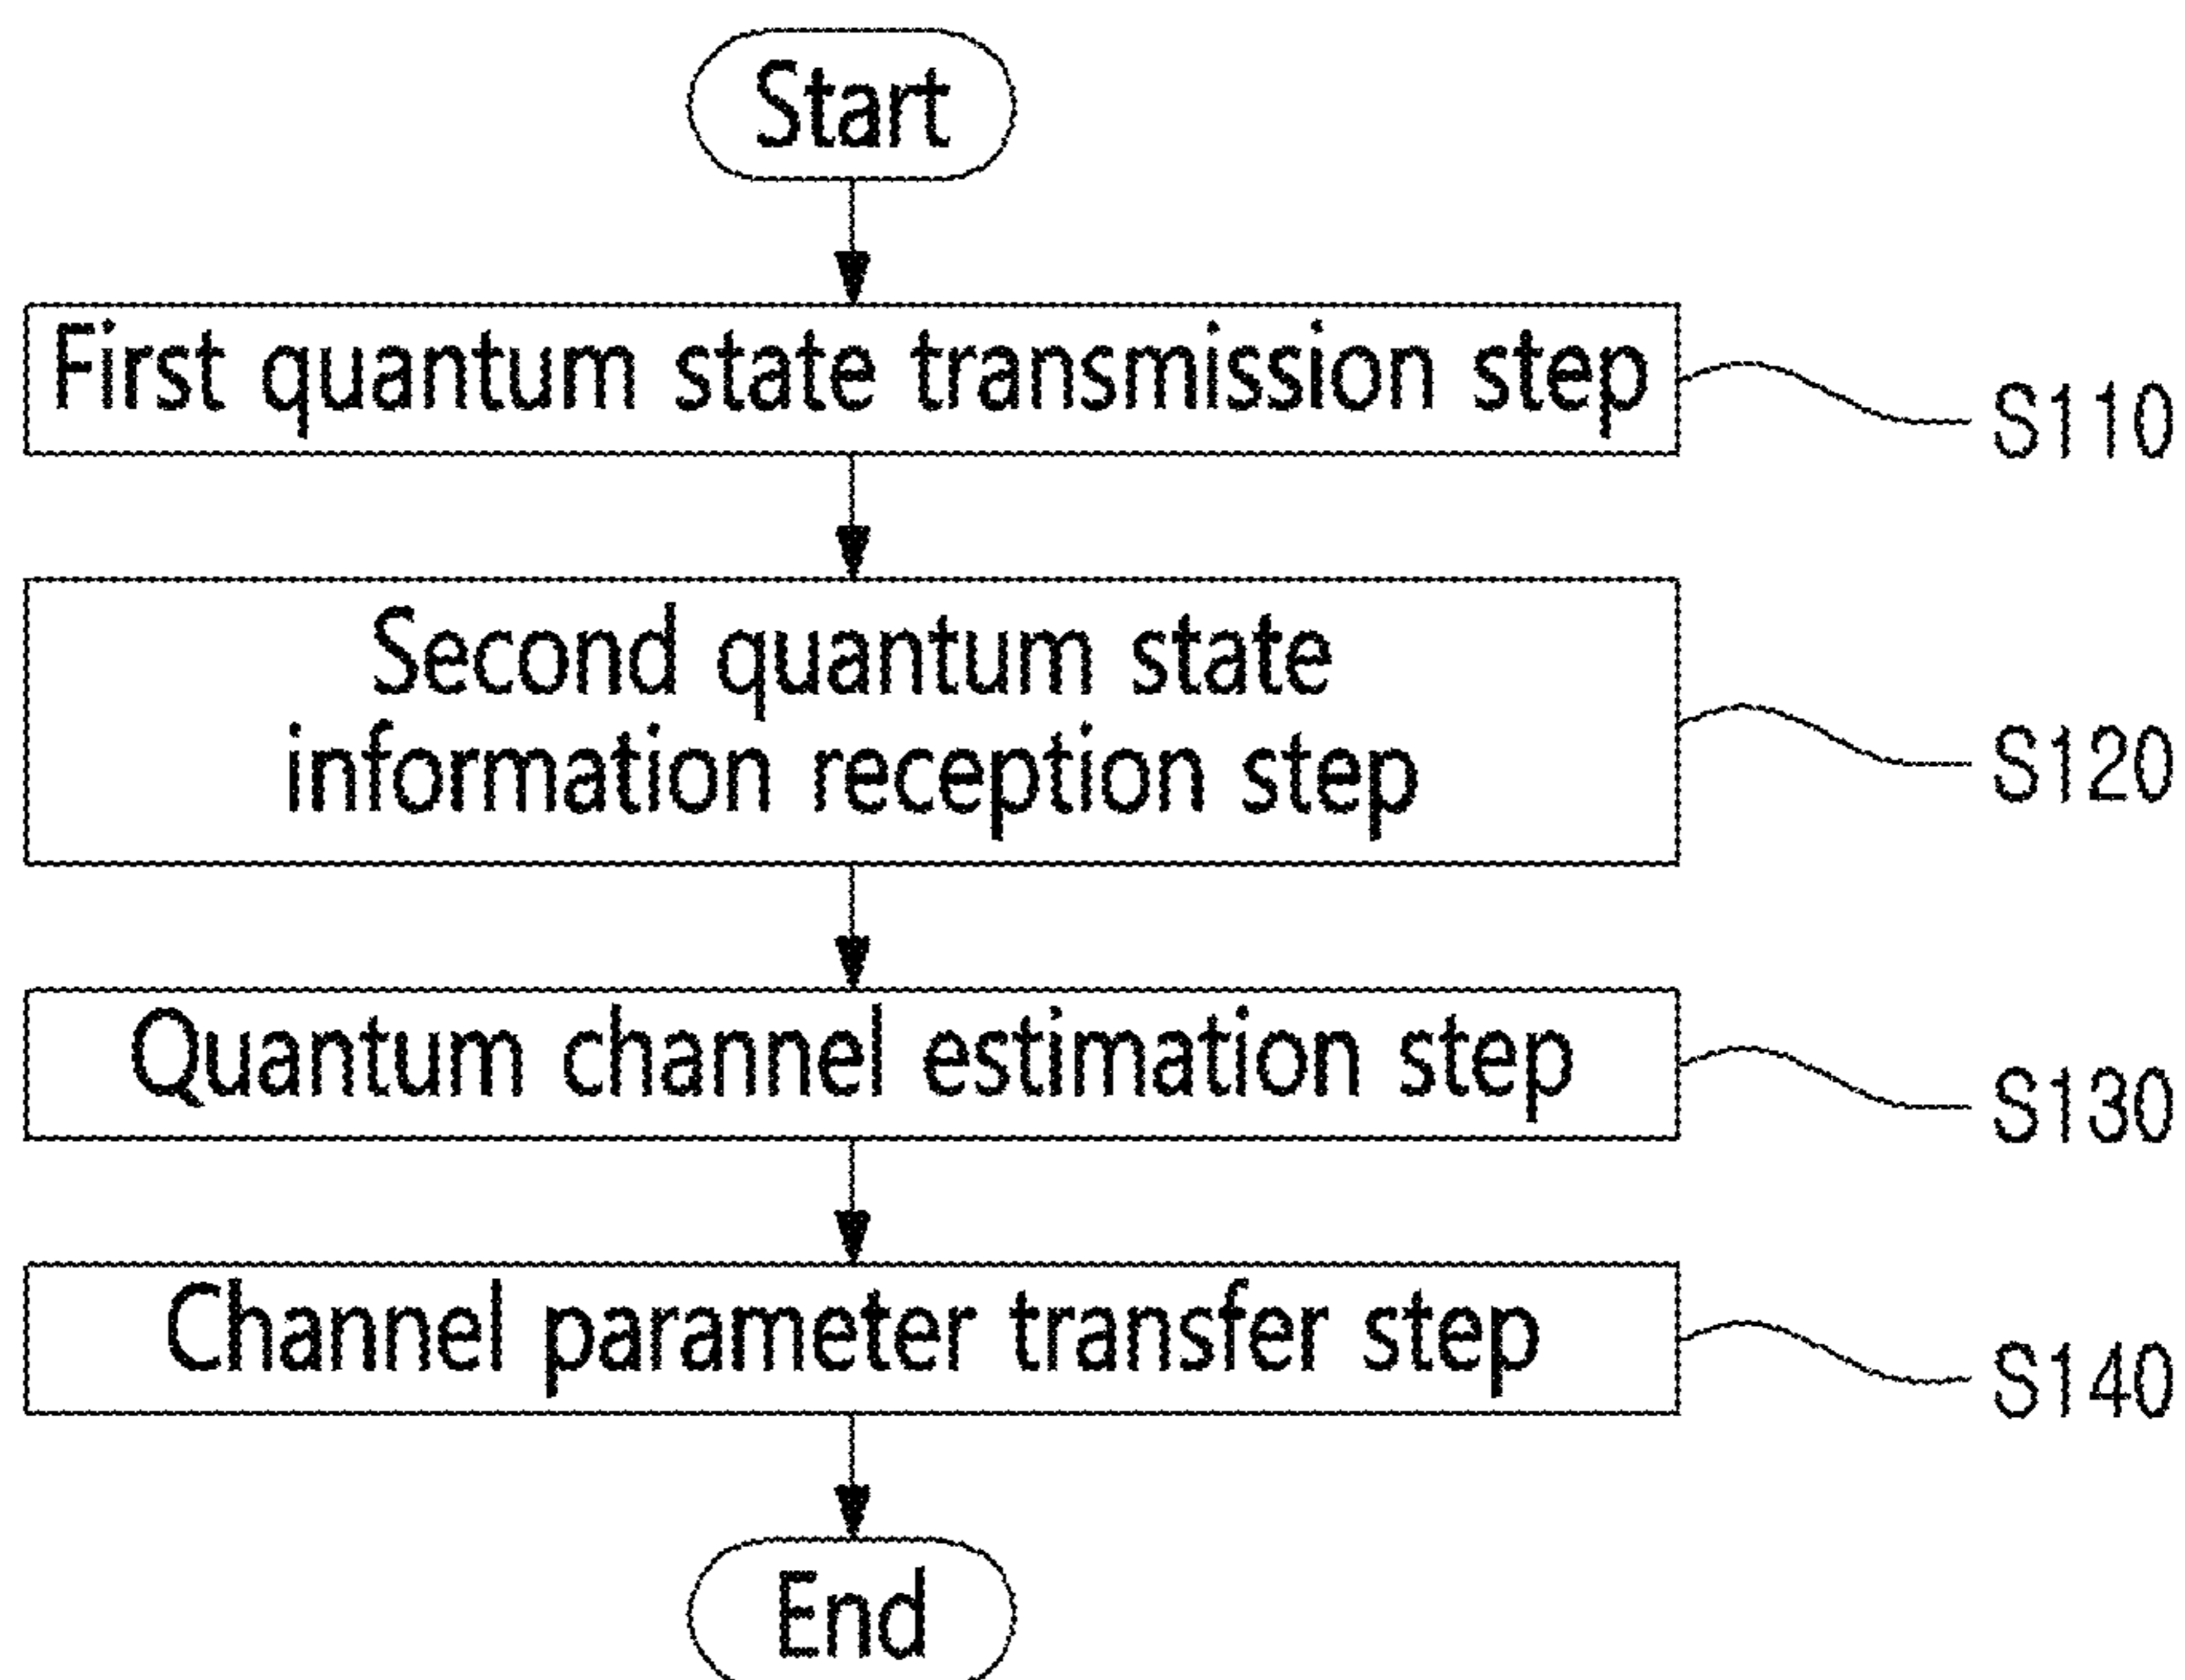 Start
First quantum state transmission step
S110
Second quantum state
information reception step
S120
Quantum channel estimation step
S130
Channel parameter transfer step
S140
End